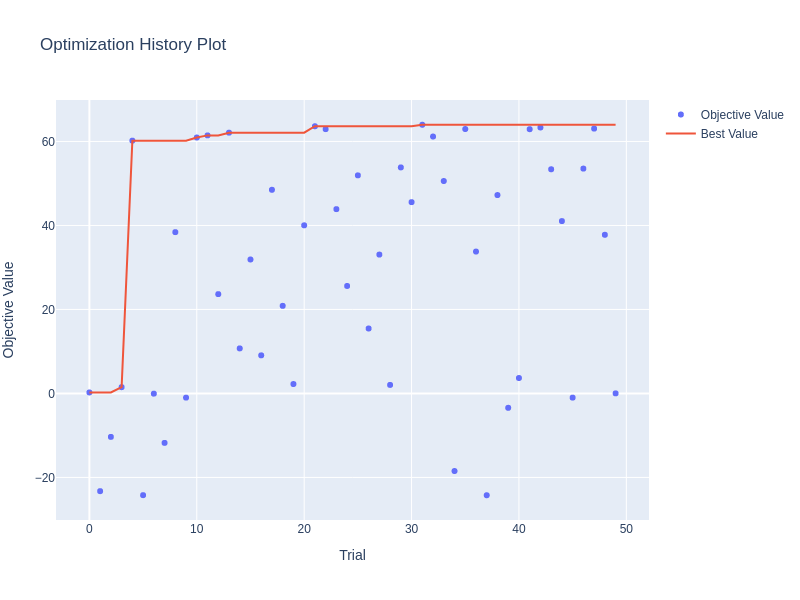 Optimization History Plot
Objective Value
Best Value
60
40
20
0
−20
Objective Value
0
10
20
30
40
50
Trial